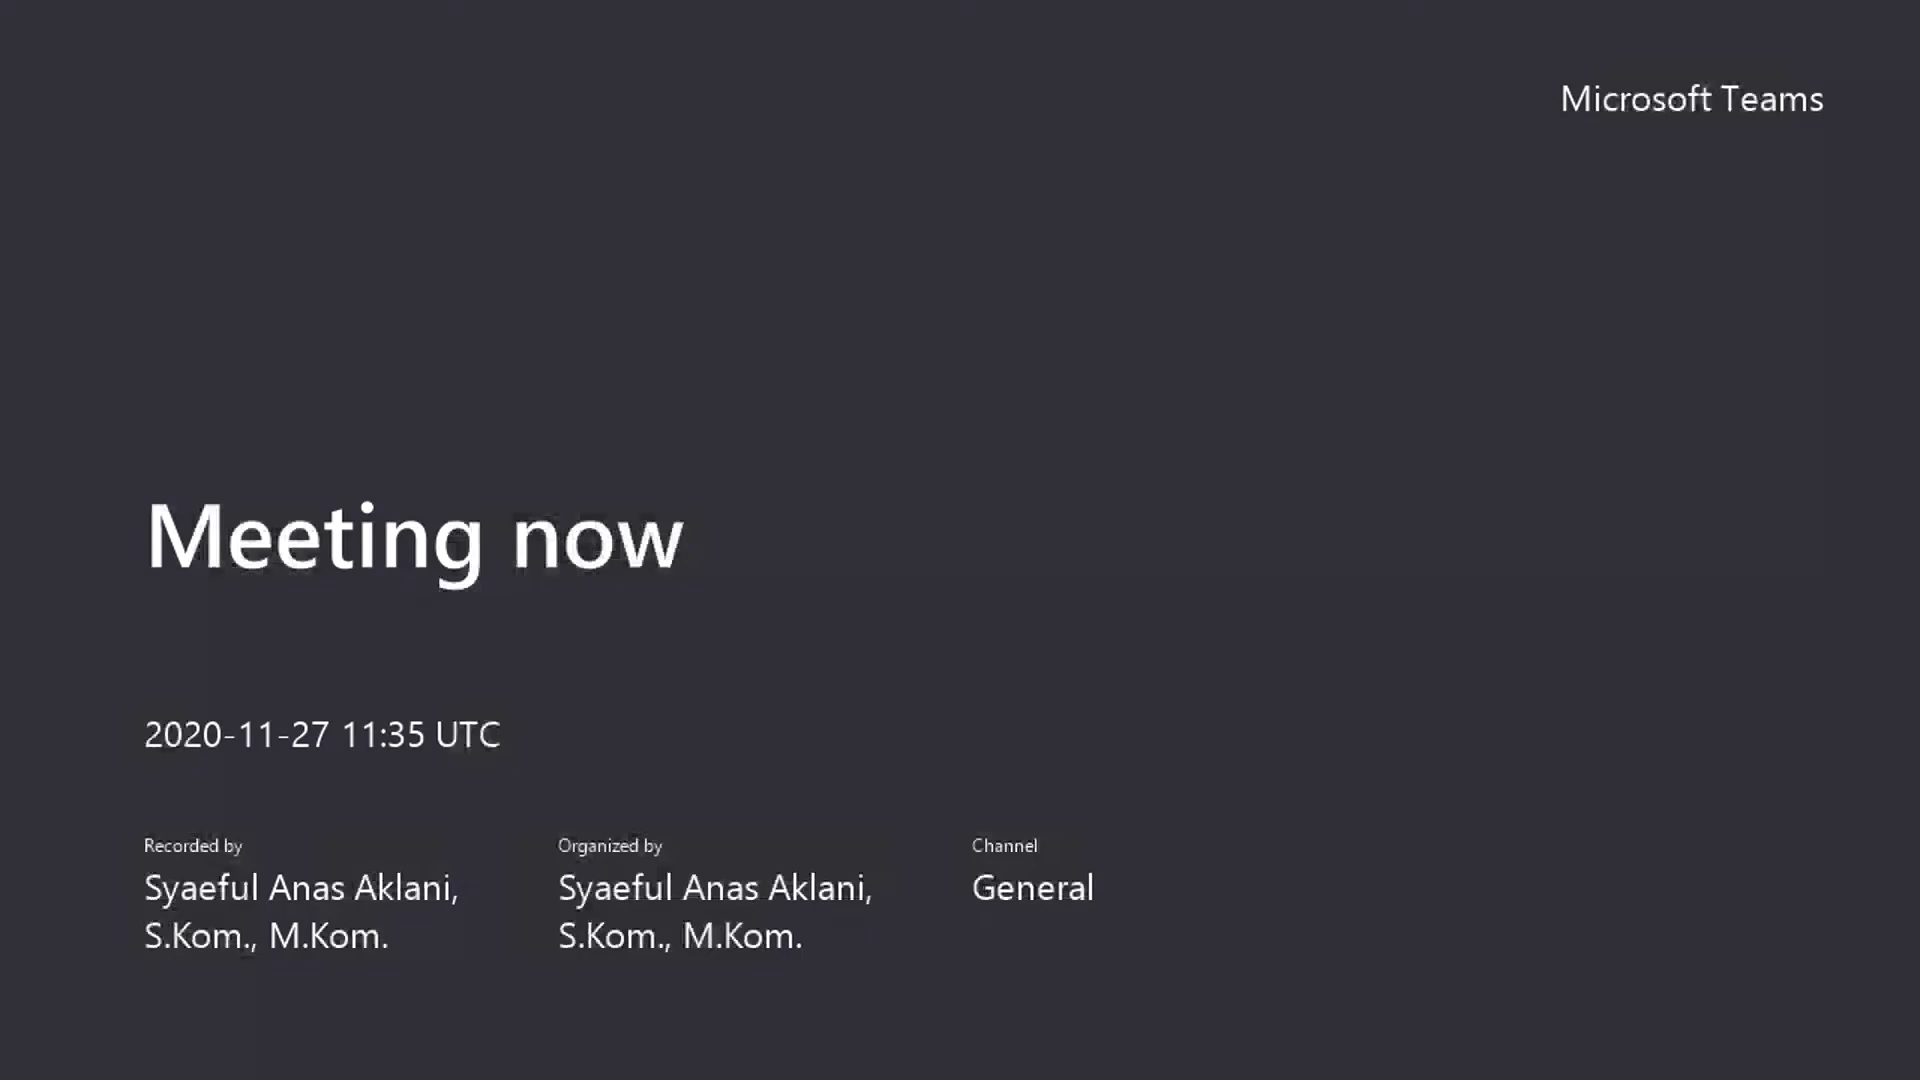 Microsoft Teams
Meeting now
2020-11-27 11:35 UTC
Recorded by
Syaeful Anas Aklani,
S.Kom., M.Kom.
Organized by
Syaeful Anas Aklani,
S.Kom., M.Kom.
Channel
General